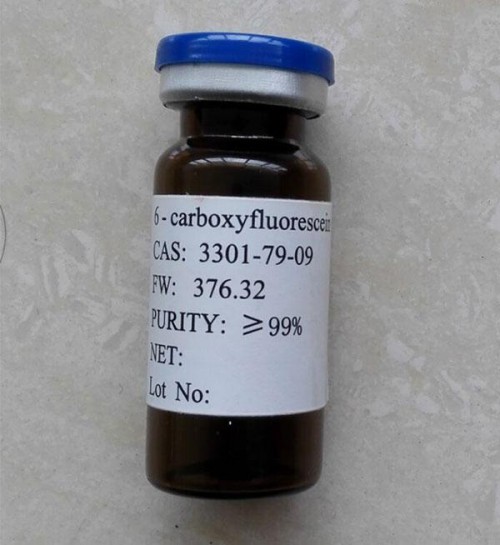 6-carboxyfluorescein
CAS: 3301-79-09
FW: 376.32
PURITY: ≥99%
NET:
Lot No: